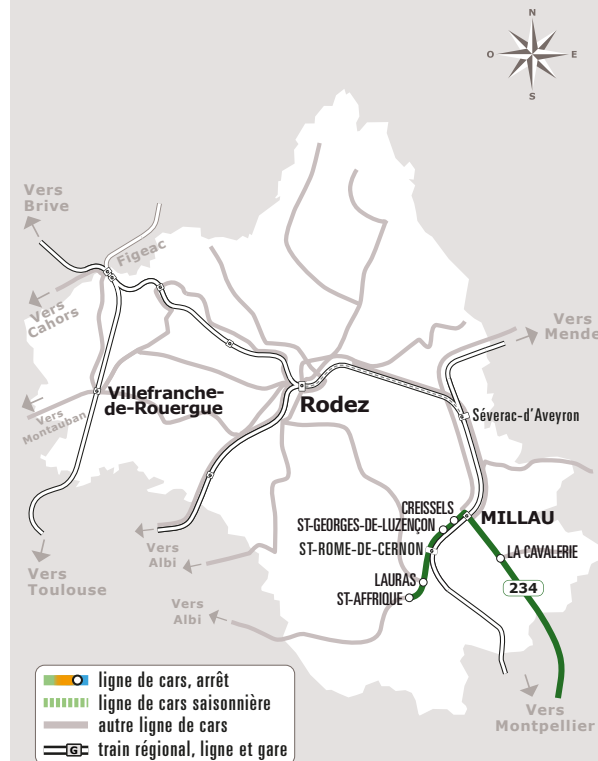 N
O
E
S
Vers
Brive
Figeac
Vers
Cahors
Vers
Mende
Villefranche-
de-Rouergue
Rodez
Vers
Montauban
Séverac-d'Aveyron
CREISSELS
ST-GEORGES-DE-LUZENÇON
MILLAU
ST-ROME-DE-CERNON
LA CAVALERIE
Vers
Albi
Vers
Toulouse
LAURAS
234
ST-AFFRIQUE
Vers
Albi
Vers
Montpellier
ligne de cars, arrêt
ligne de cars saisonnière
autre ligne de cars
G train régional, ligne et gare